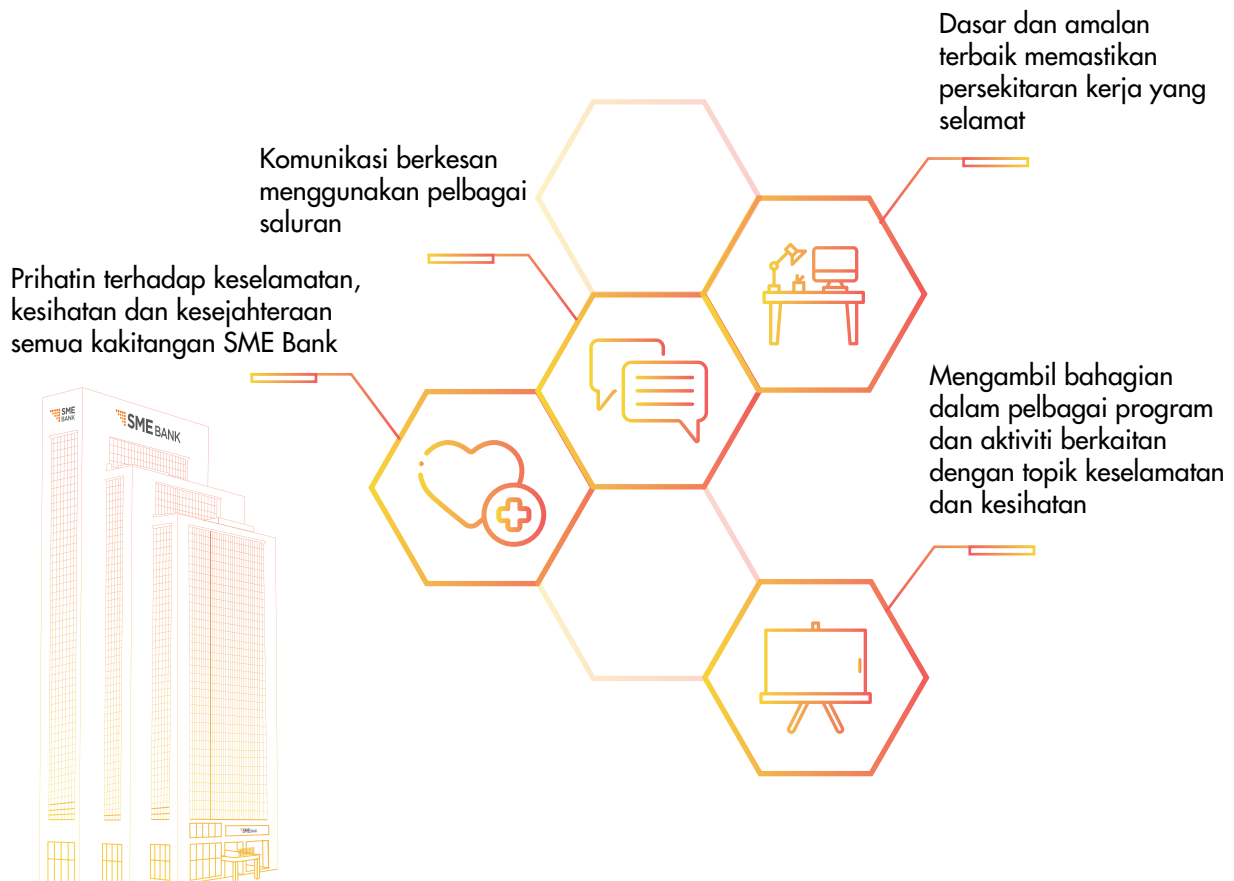 Dasar dan amalan
terbaik memastikan
persekitaran kerja yang
selamat
Komunikasi berkesan
menggunakan pelbagai
saluran
Prihatin terhadap keselamatan,
kesihatan dan kesejahteraan
semua kakitangan SME Bank
Mengambil bahagian
dalam pelbagai program
dan aktiviti berkaitan
dengan topik keselamatan
dan kesihatan
SME
BANK
SME BANK
SME BANK